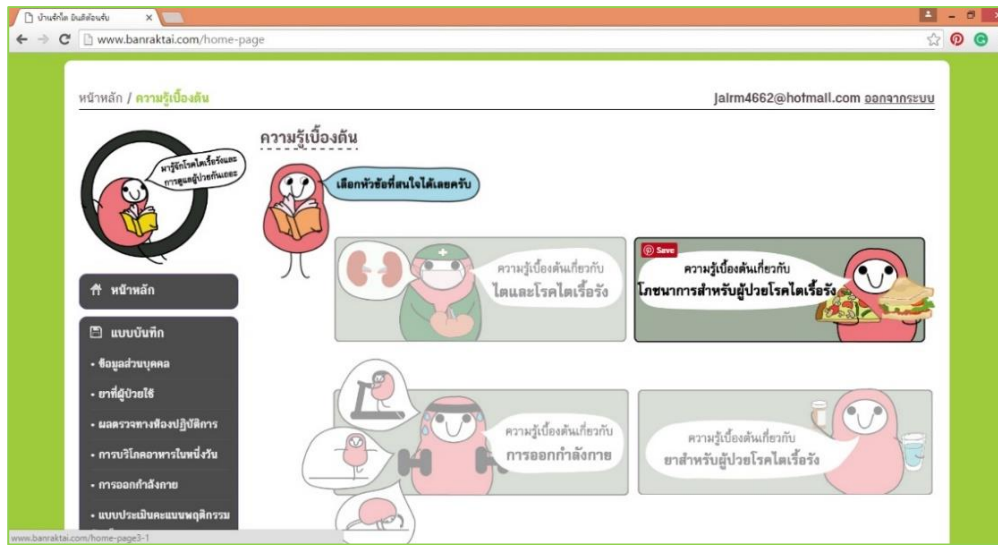 บ้านรักไต ยินดีต้อนรับ
www.banraktai.com/home-page
หน้าหลัก / ความรู้เบื้องต้น
jairm4662@hotmail.com ออกจากระบบ
มารู้จักโรคไตเรื้อรังและ
การดูแลผู้ป่วยกันเถอะ
ความรู้เบื้องต้น
เลือกหัวข้อที่สนใจได้เลยครับ
ความรู้เบื้องต้นเกี่ยวกับ
ไตและโรคไตเรื้อรัง
Save
ความรู้เบื้องต้นเกี่ยวกับ
โภชนาการสำหรับผู้ป่วยโรคไตเรื้อรัง
หน้าหลัก
แบบบันทึก
• ข้อมูลส่วนบุคคล
• ยาที่ผู้ป่วยใช้
• ผลตรวจทางห้องปฏิบัติการ
• การบริโภคอาหารในหนึ่งวัน
• การออกกำลังกาย
• แบบประเมินคะแนนพฤติกรรม
ความรู้เบื้องต้นเกี่ยวกับ
การออกกำลังกาย
ความรู้เบื้องต้นเกี่ยวกับ
ยาสำหรับผู้ป่วยโรคไตเรื้อรัง
www.banraktai.com/home-page3-1